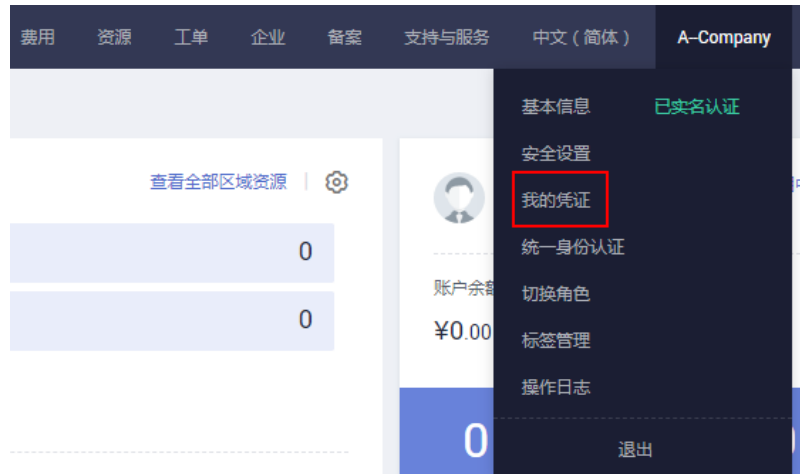 费用 资源 工单 企业 备案 支持与服务 中文（简体） A–Company
基本信息 已实名认证
安全设置
查看全部区域资源
我的凭证
统一身份认证
0
账户余额
切换角色
0
¥0.00
标签管理
操作日志
0
退出